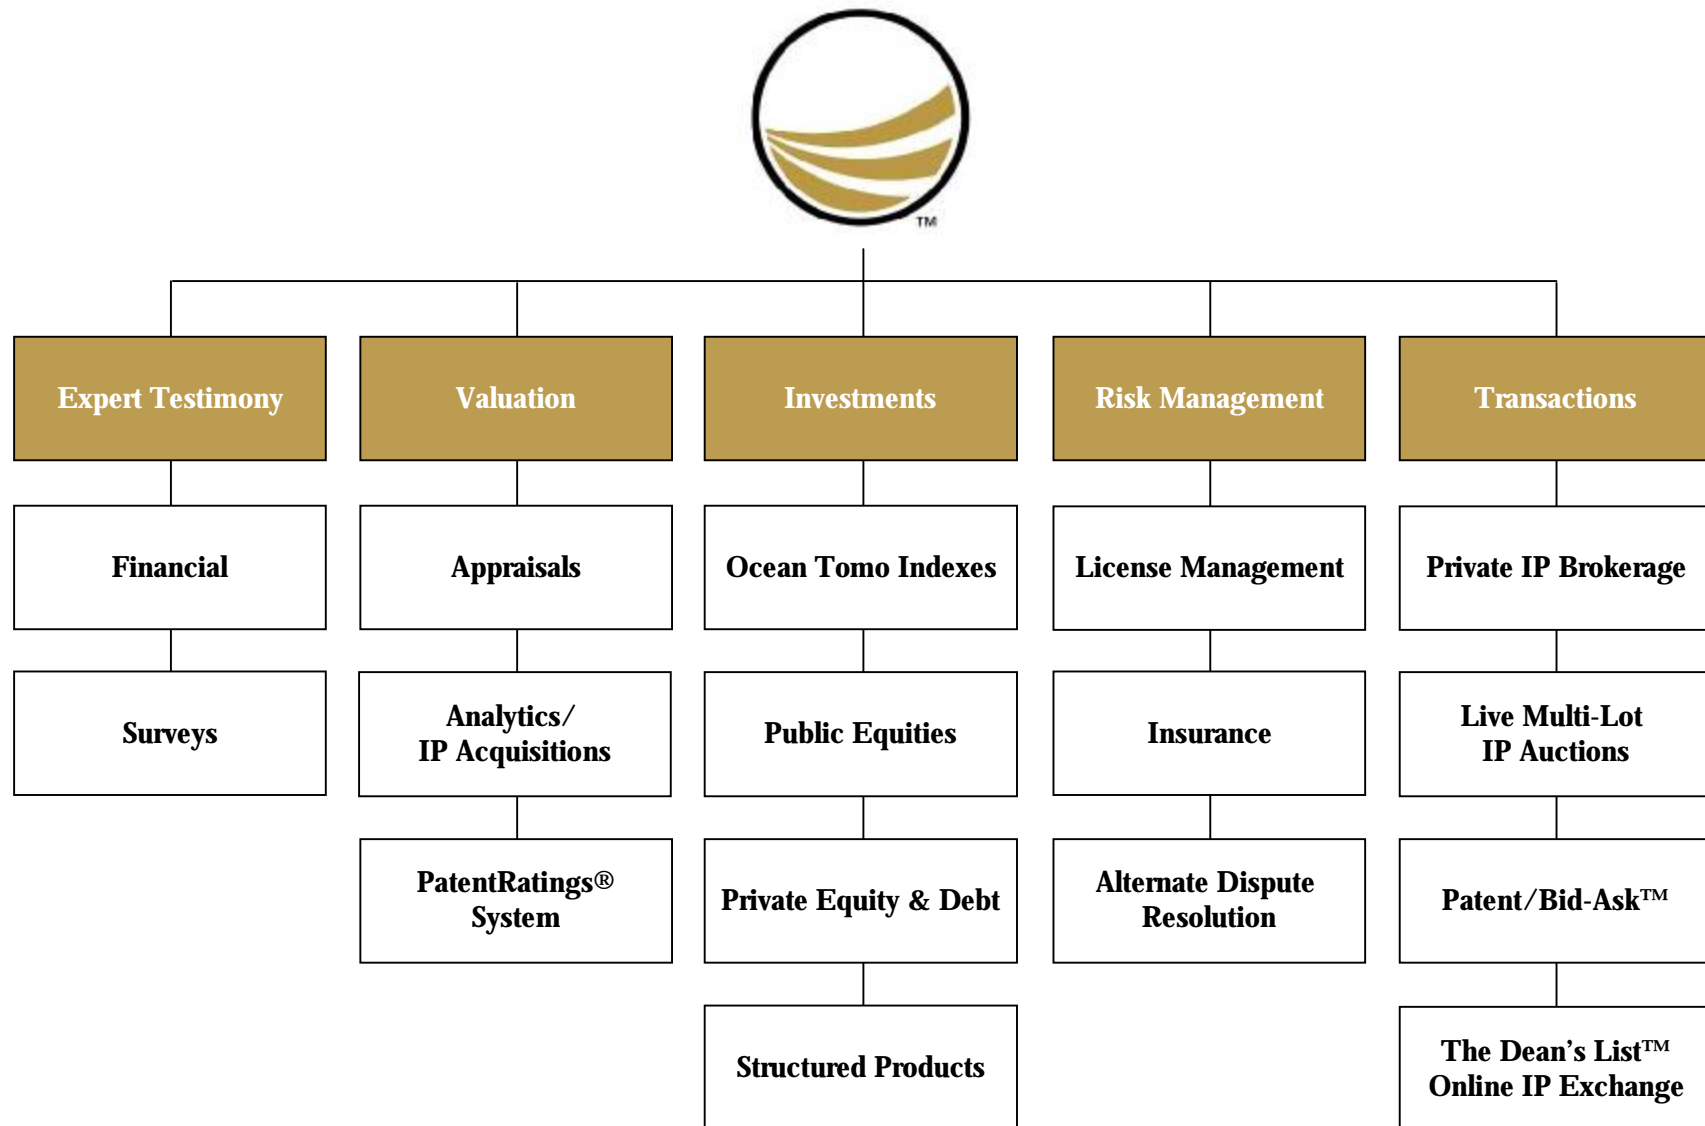 TM
Expert Testimony
Valuation
Investments
Risk Management
Transactions
Financial
Appraisals
Ocean Tomo Indexes
License Management
Private IP Brokerage
Surveys
Analytics/
IP Acquisitions
Public Equities
Insurance
Live Multi-Lot
IP Auctions
PatentRatings®
System
Private Equity & Debt
Alternate Dispute
Resolution
Patent/Bid-Ask™
Structured Products
The Dean’s List™
Online IP Exchange